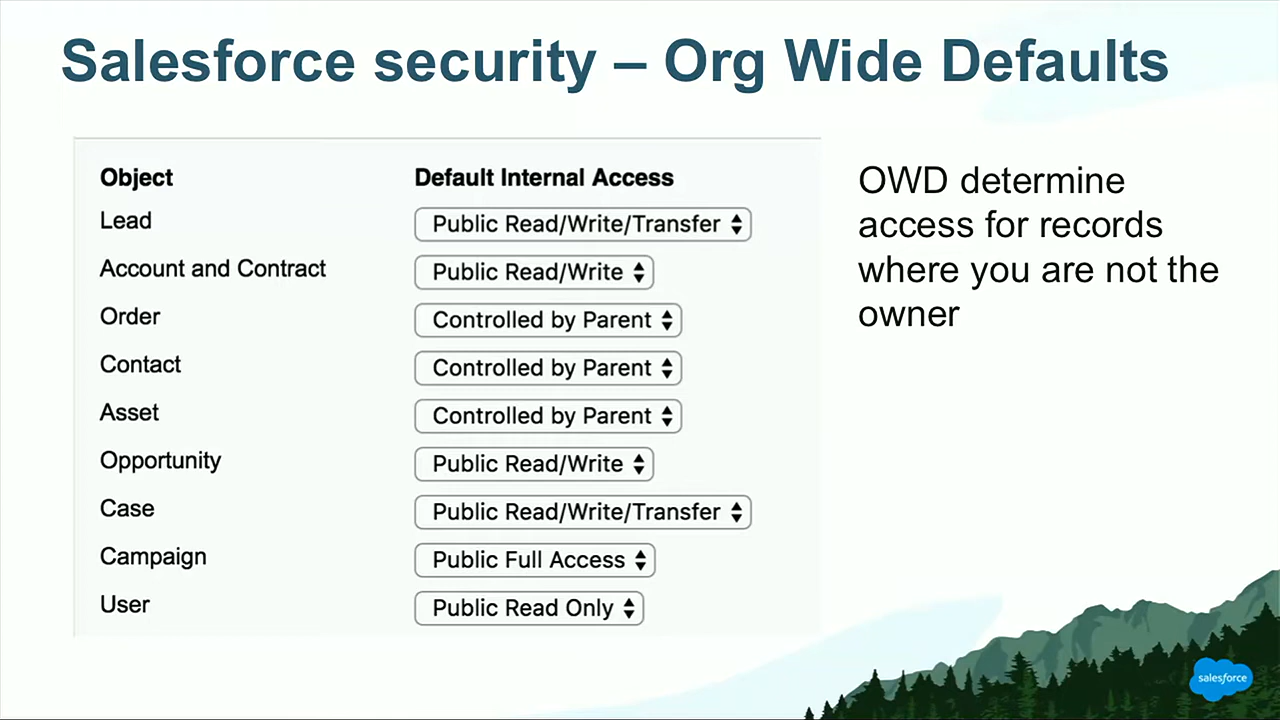 Salesforce security – Org Wide Defaults
Object Default Internal Access
Lead Public Read/Write/Transfer
Account and Contract Public Read/Write
Order Controlled by Parent
Contact Controlled by Parent
Asset Controlled by Parent
Opportunity Public Read/Write
Case Public Read/Write/Transfer
Campaign Public Full Access
User Public Read Only
OWD determine
access for records
where you are not the
owner
salesforce